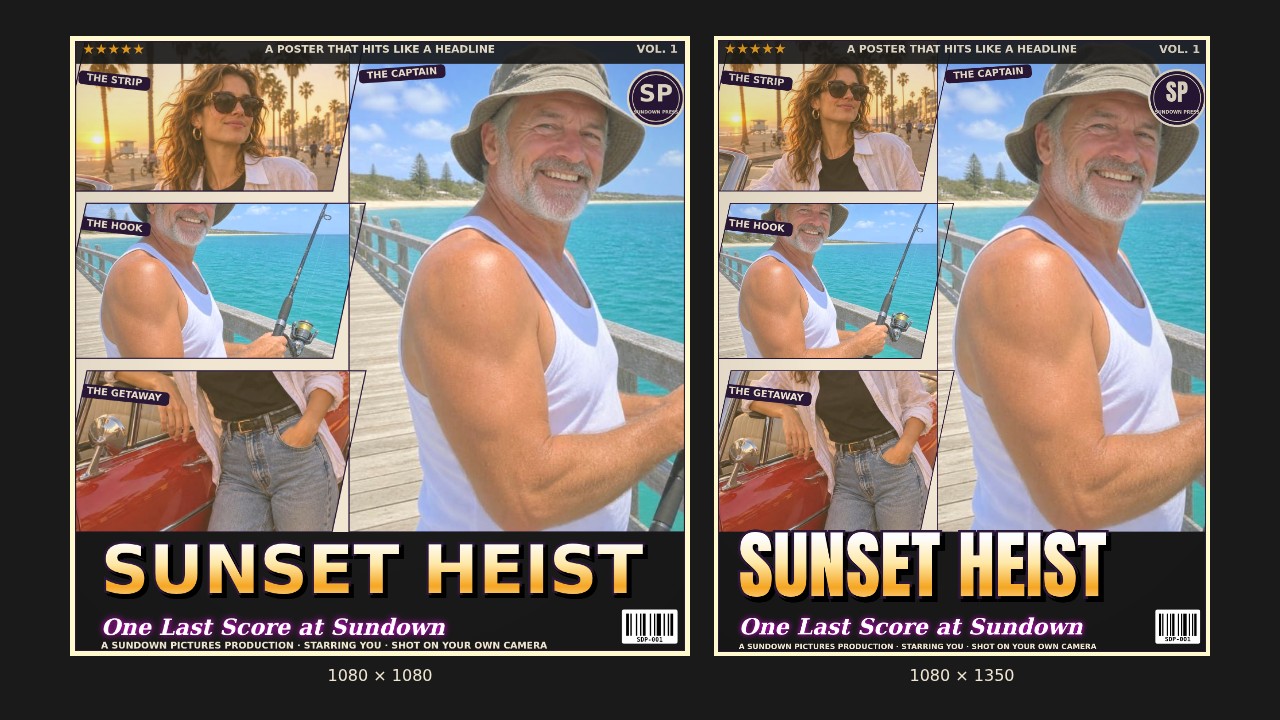 ★★★★★ A POSTER THAT HITS LIKE A HEADLINE VOL. 1
THE STRIP
THE CAPTAIN
SP
SUNDOWN PRESS
THE HOOK
THE GETAWAY
SUNSET HEIST
One Last Score at Sundown
A SUNDOWN PICTURES PRODUCTION · STARRING YOU · SHOT ON YOUR OWN CAMERA
SDP-001
1080 × 1080
★★★★★ A POSTER THAT HITS LIKE A HEADLINE VOL. 1
THE STRIP
THE CAPTAIN
SP
SUNDOWN PRESS
THE HOOK
THE GETAWAY
SUNSET HEIST
One Last Score at Sundown
A SUNDOWN PICTURES PRODUCTION · STARRING YOU · SHOT ON YOUR OWN CAMERA
SDP-001
1080 × 1350